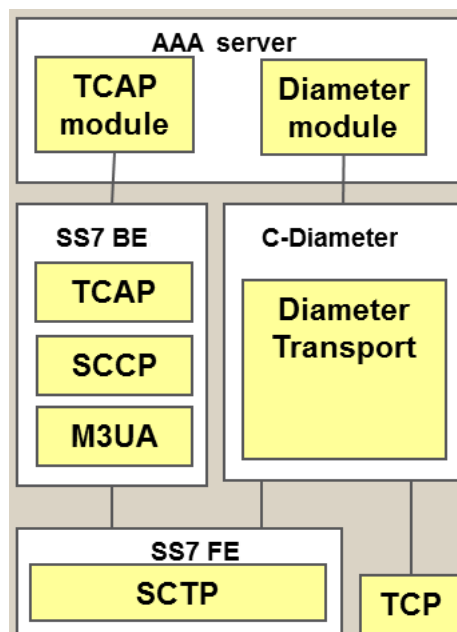 AAA server
TCAP
module
Diameter
module
SS7 BE
TCAP
SCCP
M3UA
C-Diameter
Diameter
Transport
SS7 FE
SCTP
TCP